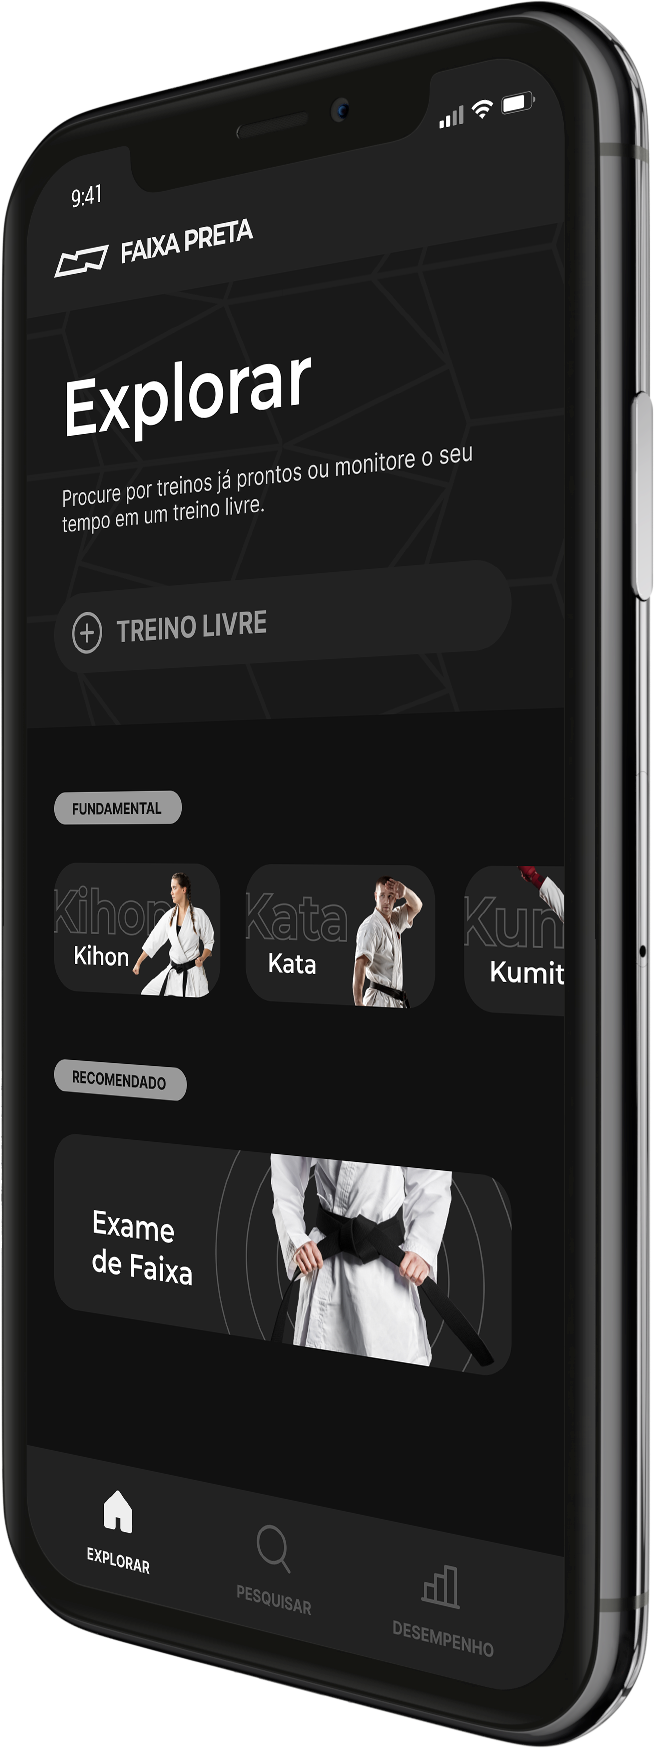 9:41
FAIXA PRETA
Explorar
Procure por treinos já prontos ou monitore o seu
tempo em um treino livre.
TREINO LIVRE
FUNDAMENTAL
Kihon
Kihon
Kata
Kata
Kum
Kumit
RECOMENDADO
Exame
de Faixa
EXPLORAR
PESQUISAR
DESEMPENHO